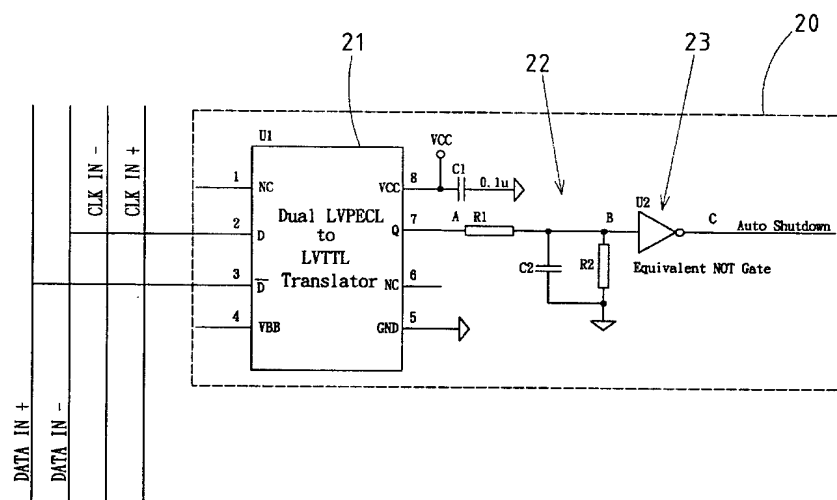 20
21
22
23
U1
VCC
C1
0.1u
1
NC
VCC
8
2
D
Dual LVPECL
to
LVTTL
Translator
Q
7
A
R1
B
U2
C
Auto Shutdown
3
D
NC
6
C2
R2
Equivalent NOT Gate
4
VBB
GND
5
CLK IN -
CLK IN +
DATA IN +
DATA IN -